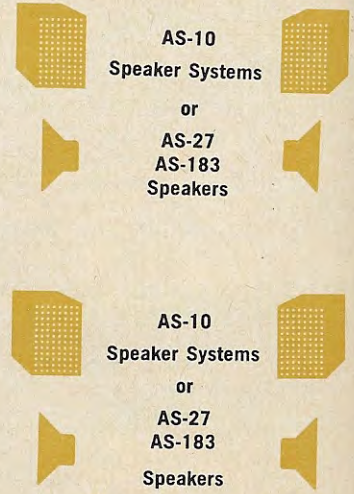 AS-10
Speaker Systems
or
AS-27
AS-183
Speakers
AS-10
Speaker Systems
or
AS-27
AS-183
Speakers